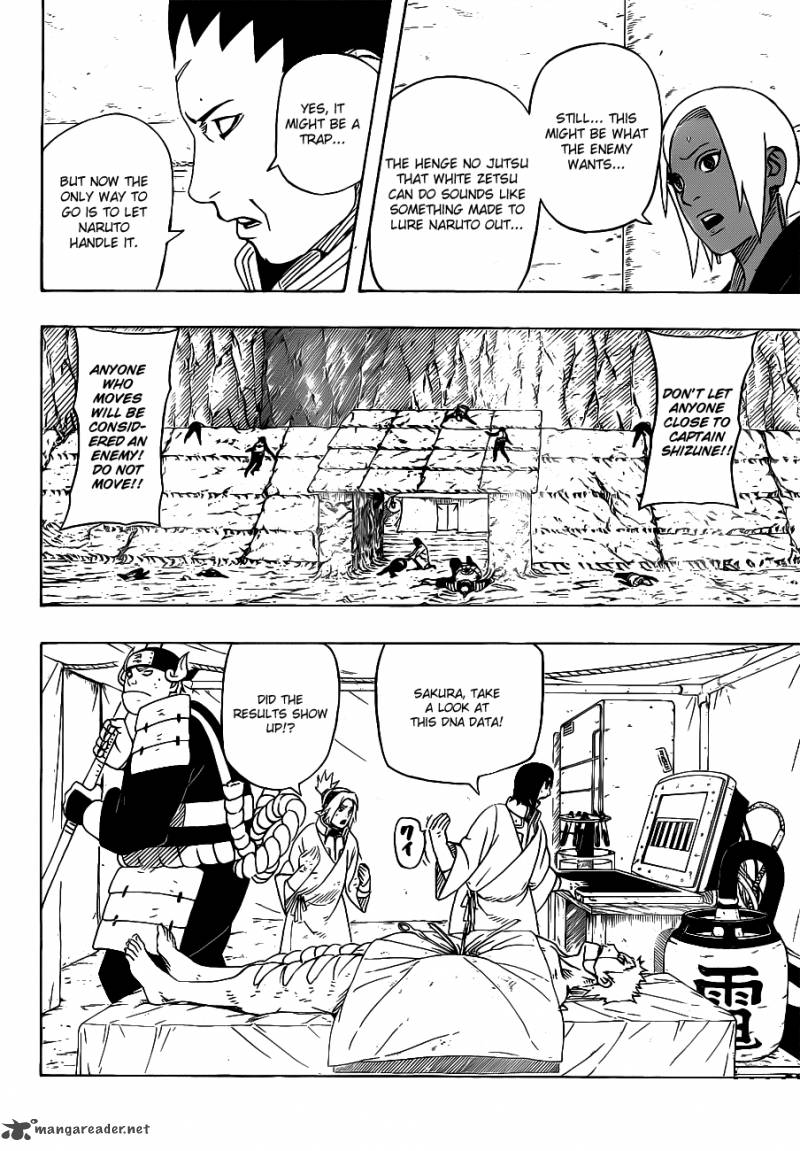 STILL... THIS
MIGHT BE WHAT
THE ENEMY
WANTS...
THE HENGE NO JUTSU
THAT WHITE ZETSU
CAN DO SOUNDS LIKE
SOMETHING MADE TO
LURE NARUTO OUT...
YES, IT
MIGHT BE A
TRAP...
BUT NOW THE
ONLY WAY TO
GO IS TO LET
NARUTO
HANDLE IT.
DON'T LET
ANYONE
CLOSE TO
CAPTAIN
SHIZUNE!!
ANYONE
WHO
MOVES
WILL BE
CONSID-
ERED AN
ENEMY!
DO NOT
MOVE!!
SAKURA, TAKE
A LOOK AT
THIS DNA DATA!
DID THE
RESULTS SHOW
UP!?
クイ
電
mangareader.net